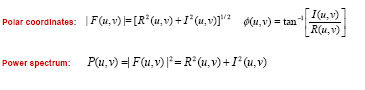 Polar coordinates: | F(u,v) |= [R²(u,v) + I²(u,v)]^{1/2} ϕ(u,v) = tan⁻¹[I(u,v) / R(u,v)]
Power spectrum: P(u,v) =| F(u,v) |² = R²(u,v) + I²(u,v)